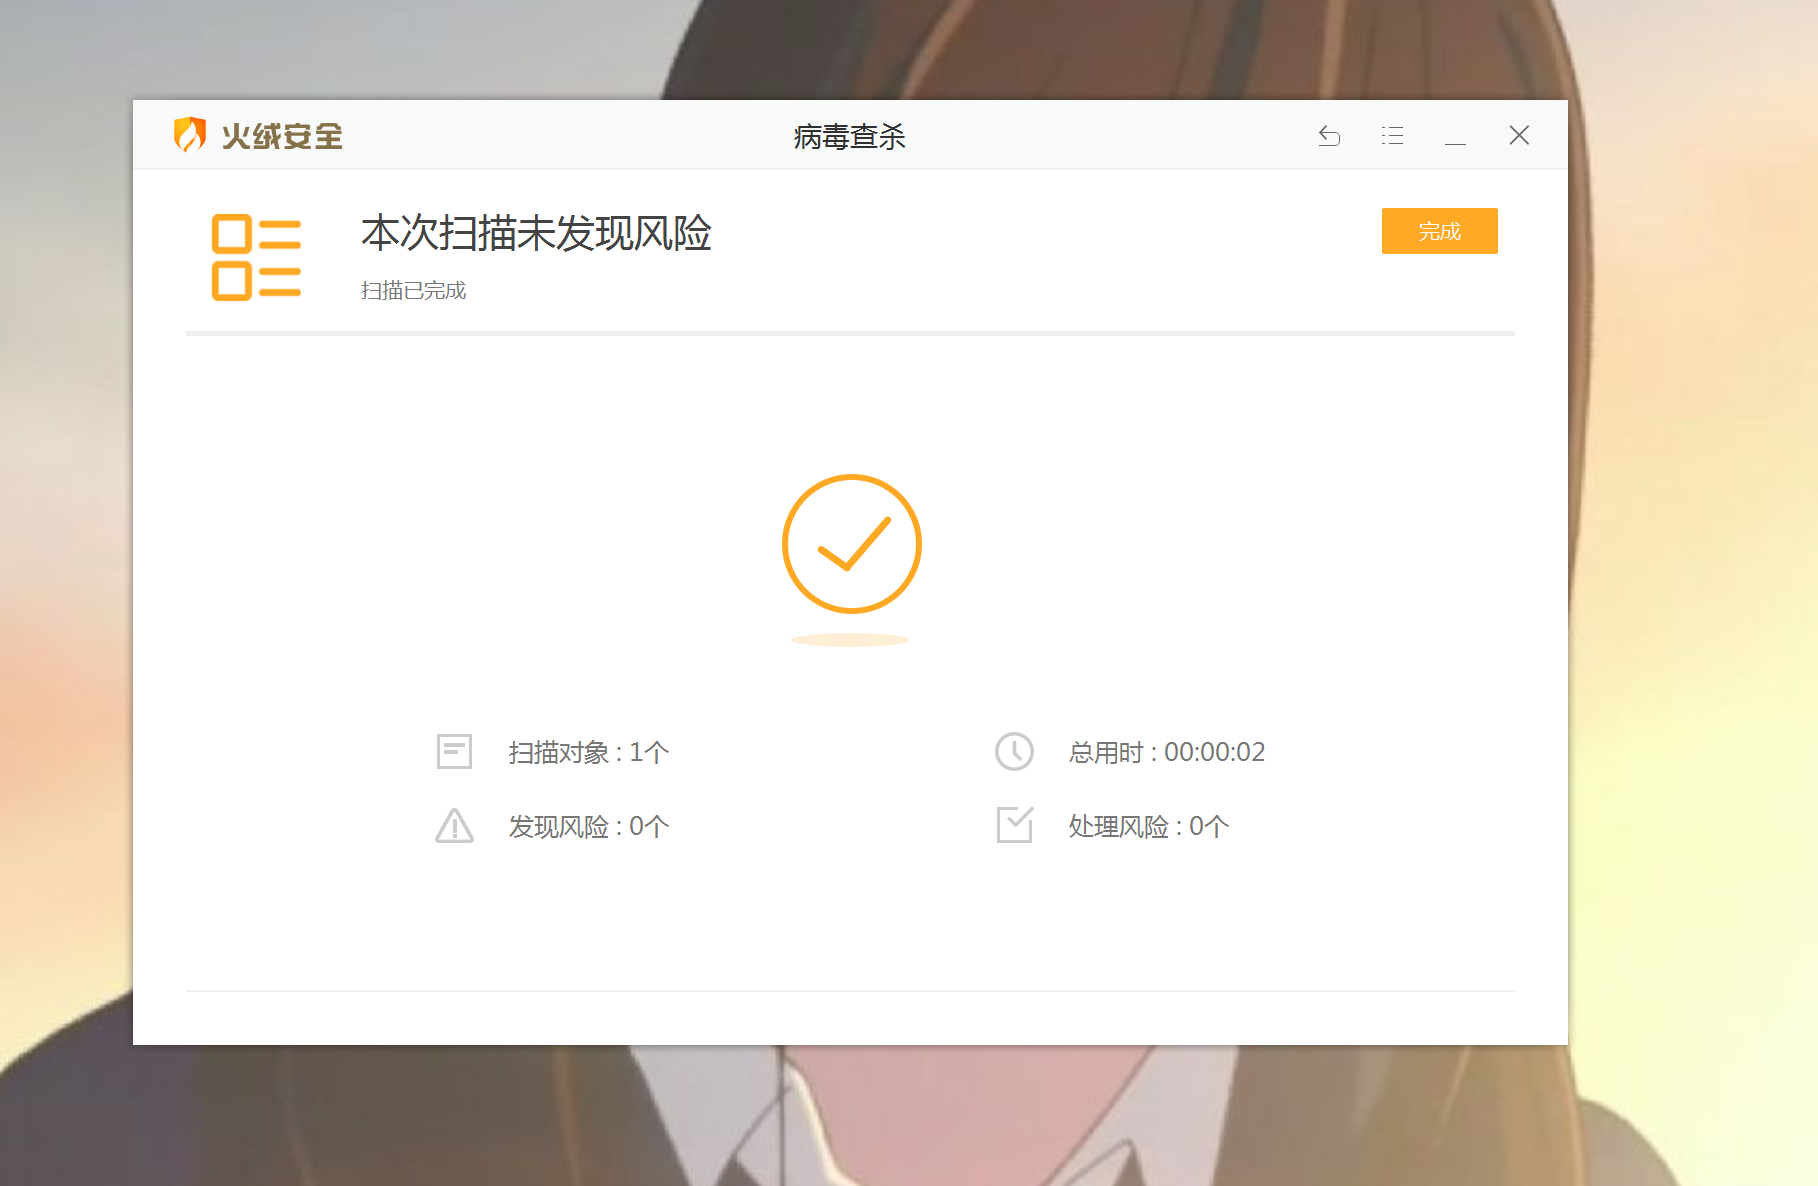 火绒安全
病毒查杀
本次扫描未发现风险
完成
扫描已完成
扫描对象 : 1个
总用时 : 00:00:02
发现风险 : 0个
处理风险 : 0个